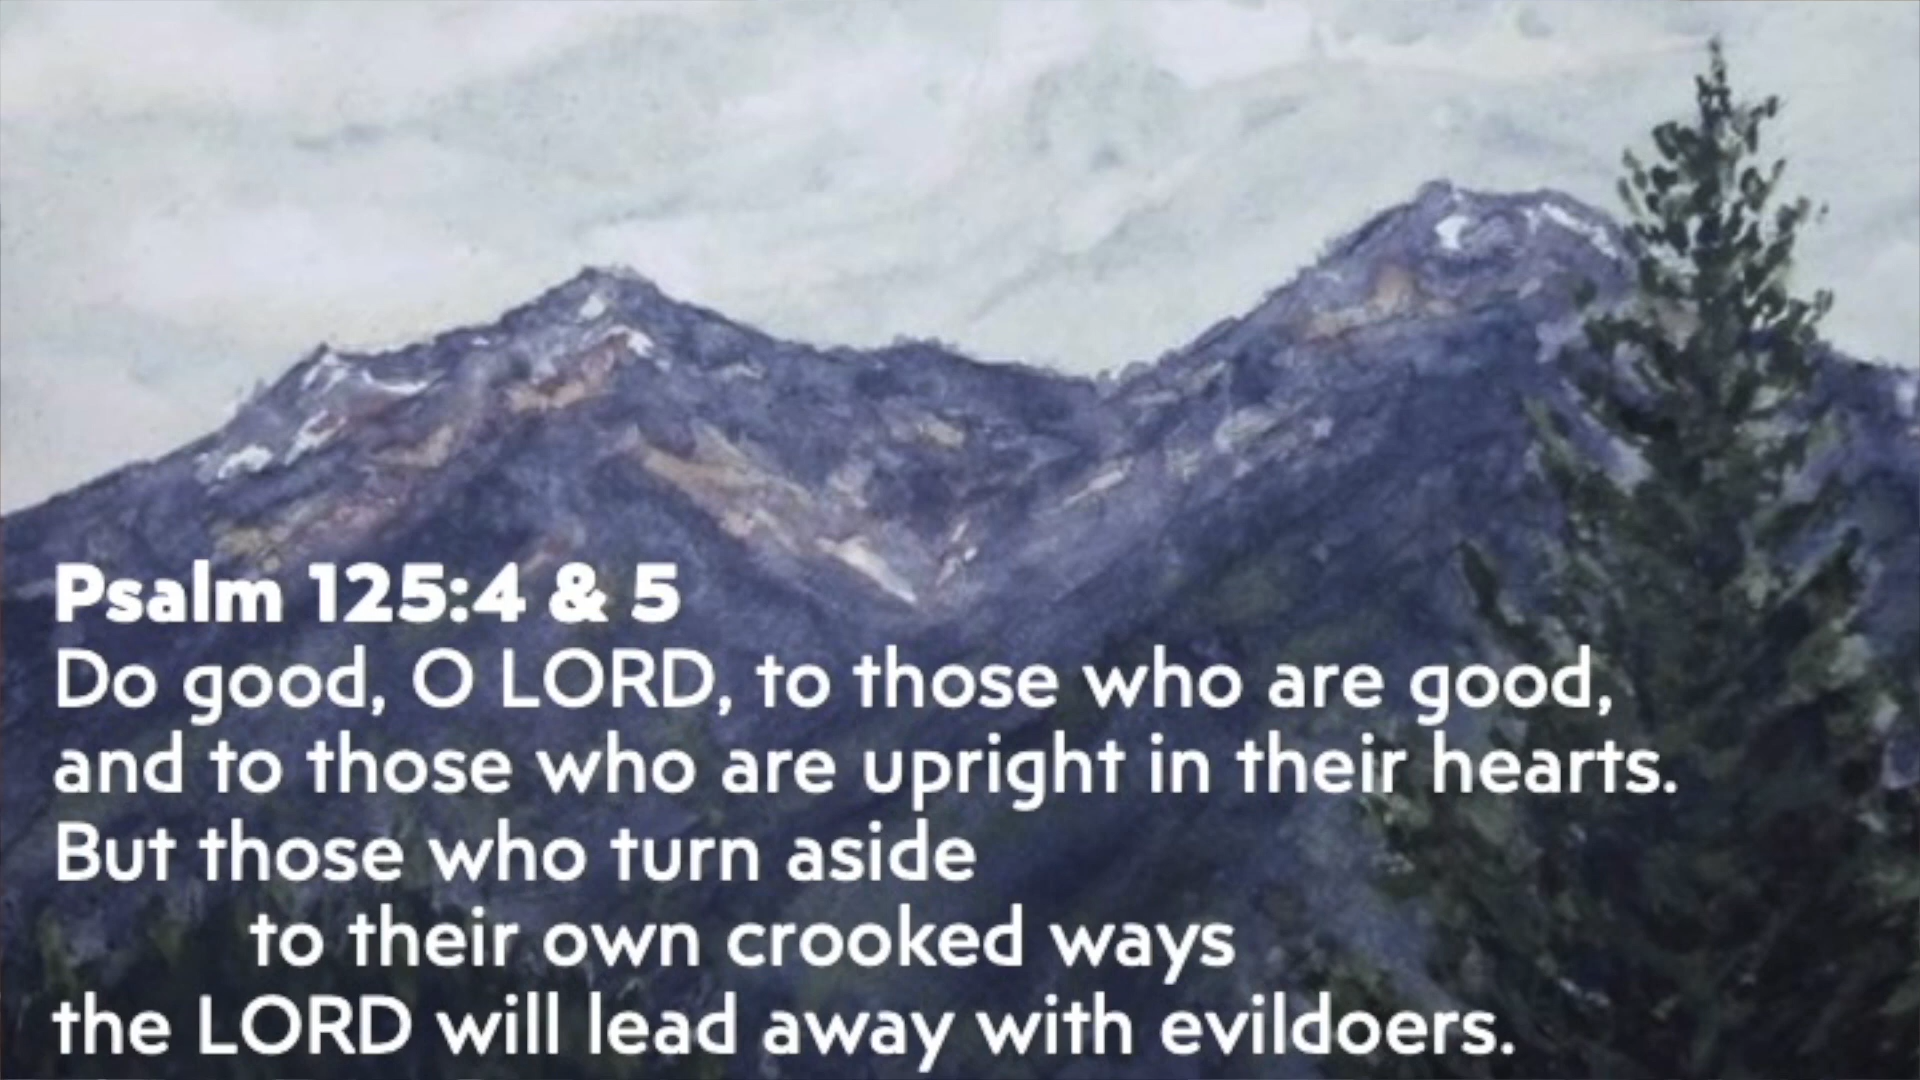 Psalm 125:4 & 5
Do good, O LORD, to those who are good,
and to those who are upright in their hearts.
But those who turn aside
to their own crooked ways
the LORD will lead away with evildoers.